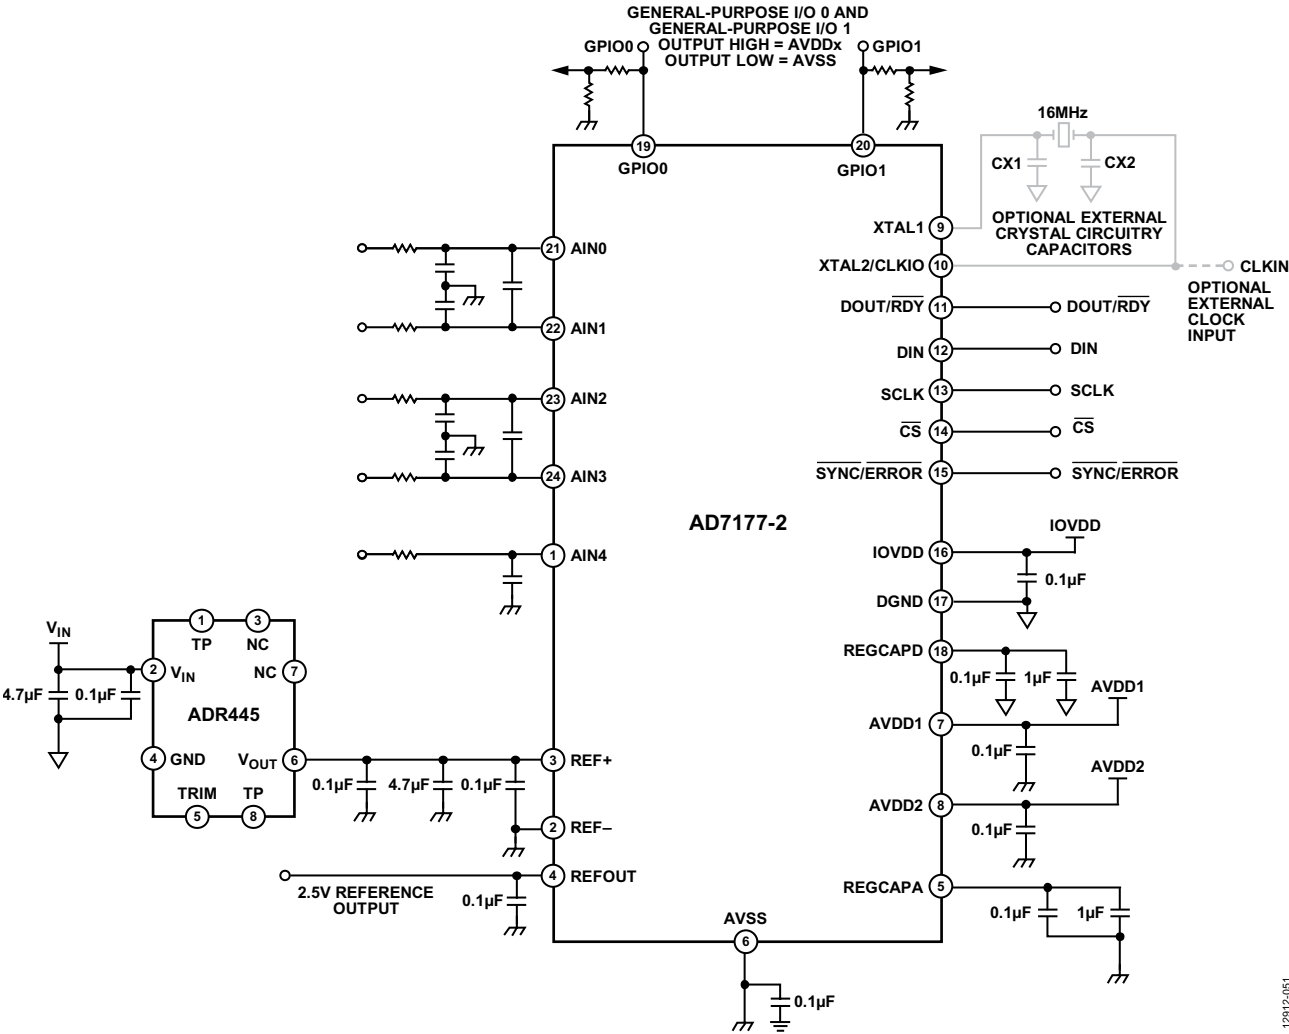 GENERAL-PURPOSE I/O 0 AND
GENERAL-PURPOSE I/O 1
OUTPUT HIGH = AVDDx
OUTPUT LOW = AVSS
GPIO0
GPIO1
19
GPIO0
20
GPIO1
16MHz
CX1
CX2
OPTIONAL EXTERNAL
CRYSTAL CIRCUITRY
CAPACITORS
XTAL1 9
XTAL2/CLKIO 10
CLKIN
OPTIONAL
EXTERNAL
CLOCK
INPUT
21 AIN0
22 AIN1
23 AIN2
24 AIN3
1 AIN4
DOUT/RDY 11 DOUT/RDY
DIN 12 DIN
SCLK 13 SCLK
CS 14 CS
SYNC/ERROR 15 SYNC/ERROR
AD7177-2
IOVDD
IOVDD 16
0.1µF
DGND 17
REGCAPD 18
0.1µF 1µF
AVDD1
AVDD1 7
0.1µF
AVDD2
AVDD2 8
0.1µF
REGCAPA 5
0.1µF 1µF
VIN
4.7µF 0.1µF
1
TP
3
NC
2 VIN
NC 7
ADR445
4 GND
VOUT 6
TRIM
5
TP
8
0.1µF 4.7µF 0.1µF
3 REF+
2 REF–
4 REFOUT
2.5V REFERENCE
OUTPUT
0.1µF
AVSS
6
0.1µF
12912-051